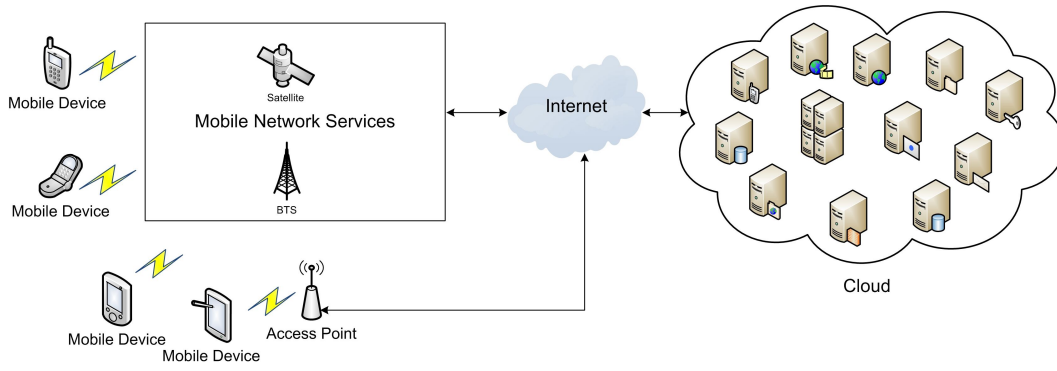 Mobile Device
Satellite
Mobile Network Services
Internet
Mobile Device
BTS
Cloud
Mobile Device
Access Point
Mobile Device